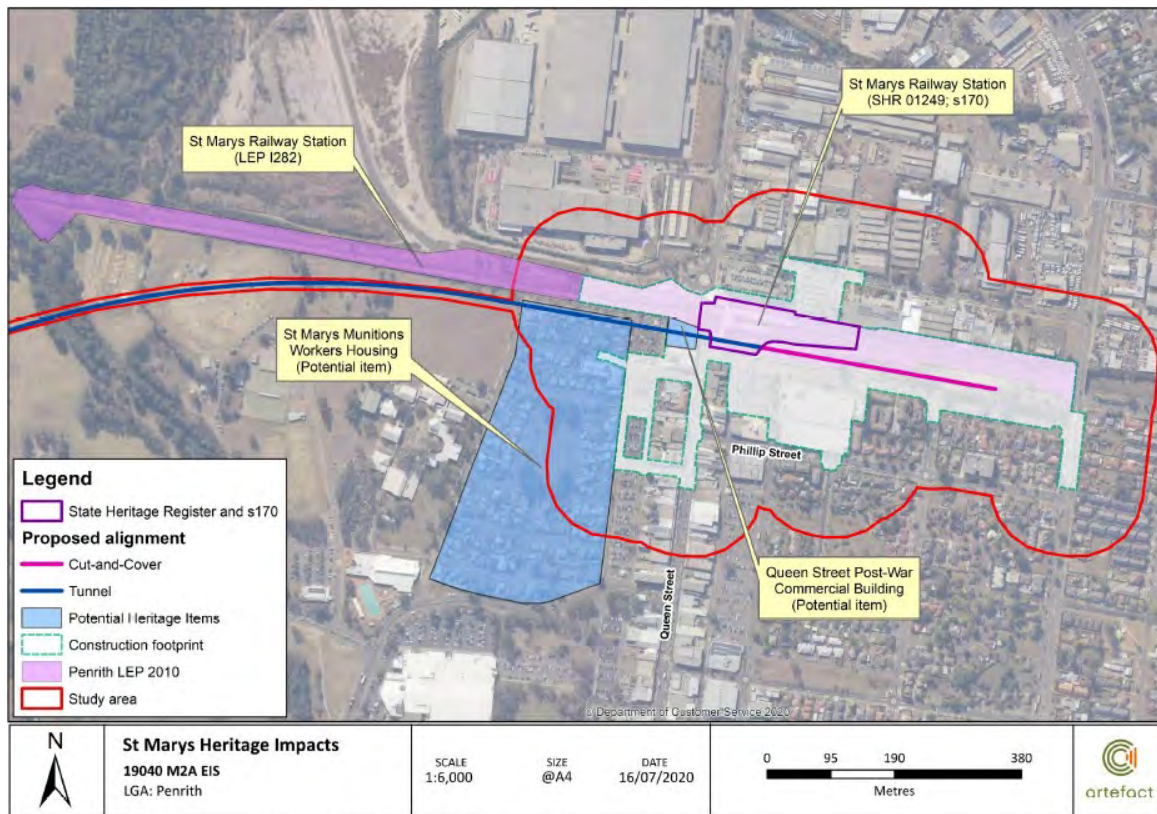 St Marys Railway Station
(SHR 01249; s170)
St Marys Railway Station
(LEP I282)
St Marys Munitions
Workers Housing
(Potential item)
Phillip Street
Queen Street Post-War
Commercial Building
(Potential item)
Queen Street
Legend
State Heritage Register and s170
Proposed alignment
Cut-and-Cover
Tunnel
Potential Heritage Items
Construction footprint
Penrith LEP 2010
Study area
© Department of Customer Service 2020
N
St Marys Heritage Impacts
19040 M2A EIS
LGA: Penrith
SCALE
1:6,000
SIZE
@A4
DATE
16/07/2020
0 95 190 380
Metres
artefact